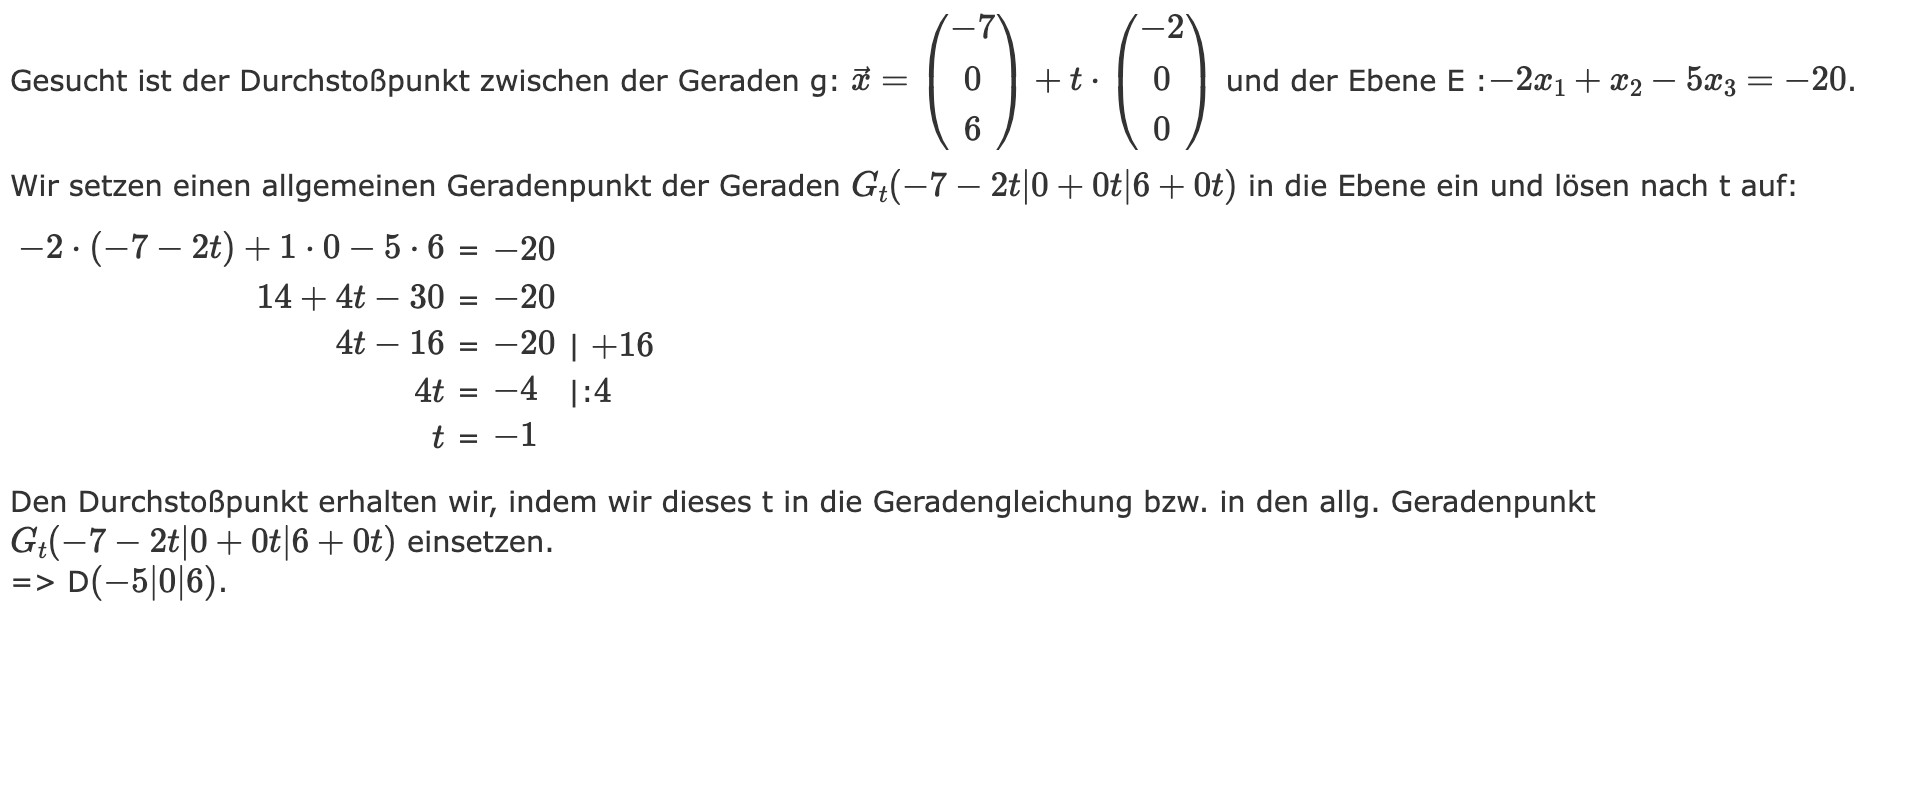 Gesucht ist der Durchstoßpunkt zwischen der Geraden g: $\vec{x} = \begin{pmatrix} -7 \\ 0 \\ 6 \end{pmatrix} + t \cdot \begin{pmatrix} -2 \\ 0 \\ 0 \end{pmatrix}$ und der Ebene E : $-2x_1 + x_2 - 5x_3 = -20$.
Wir setzen einen allgemeinen Geradenpunkt der Geraden $G_t(-7 - 2t|0 + 0t|6 + 0t)$ in die Ebene ein und lösen nach t auf:
$-2 \cdot (-7 - 2t) + 1 \cdot 0 - 5 \cdot 6$ = $-20$
$14 + 4t - 30$ = $-20$
$4t - 16$ = $-20$ | $+16$
$4t$ = $-4$ |:4
$t$ = $-1$
Den Durchstoßpunkt erhalten wir, indem wir dieses t in die Geradengleichung bzw. in den allg. Geradenpunkt
$G_t(-7 - 2t|0 + 0t|6 + 0t)$ einsetzen.
=> D$(-5|0|6)$.